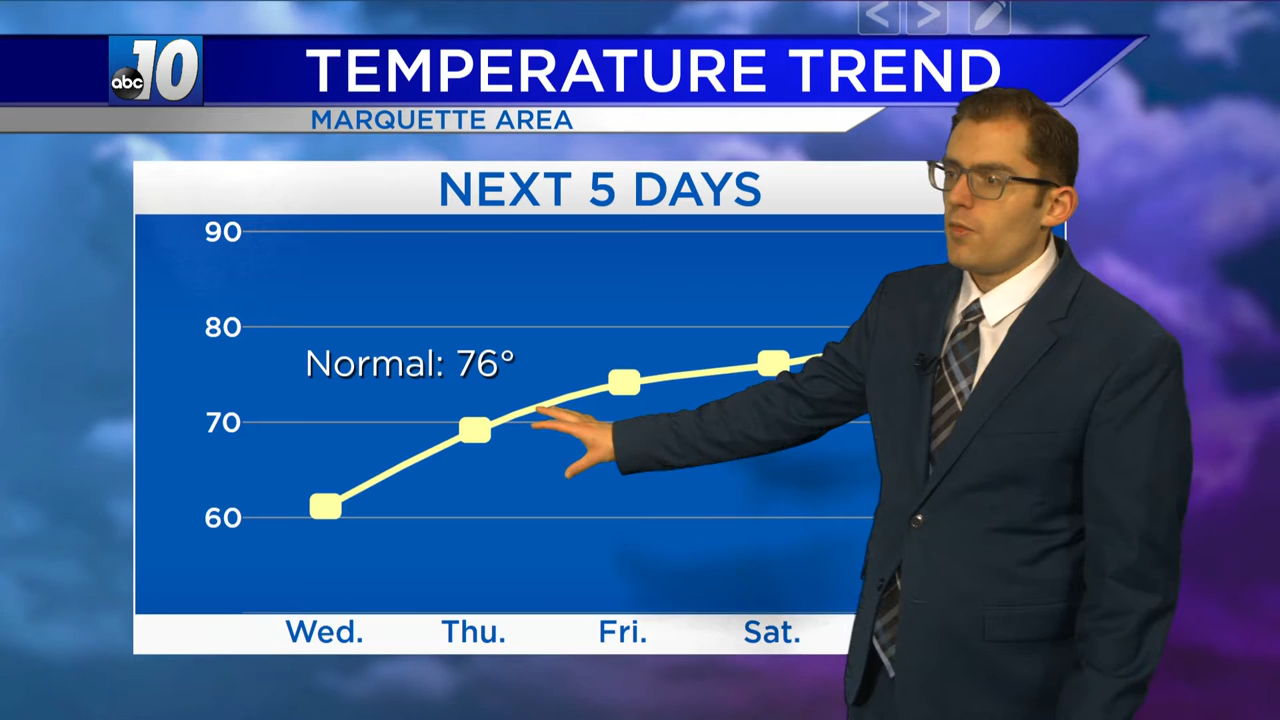 abc 10
TEMPERATURE TREND
MARQUETTE AREA
NEXT 5 DAYS
90
80
Normal: 76°
70
60
Wed. Thu. Fri. Sat.